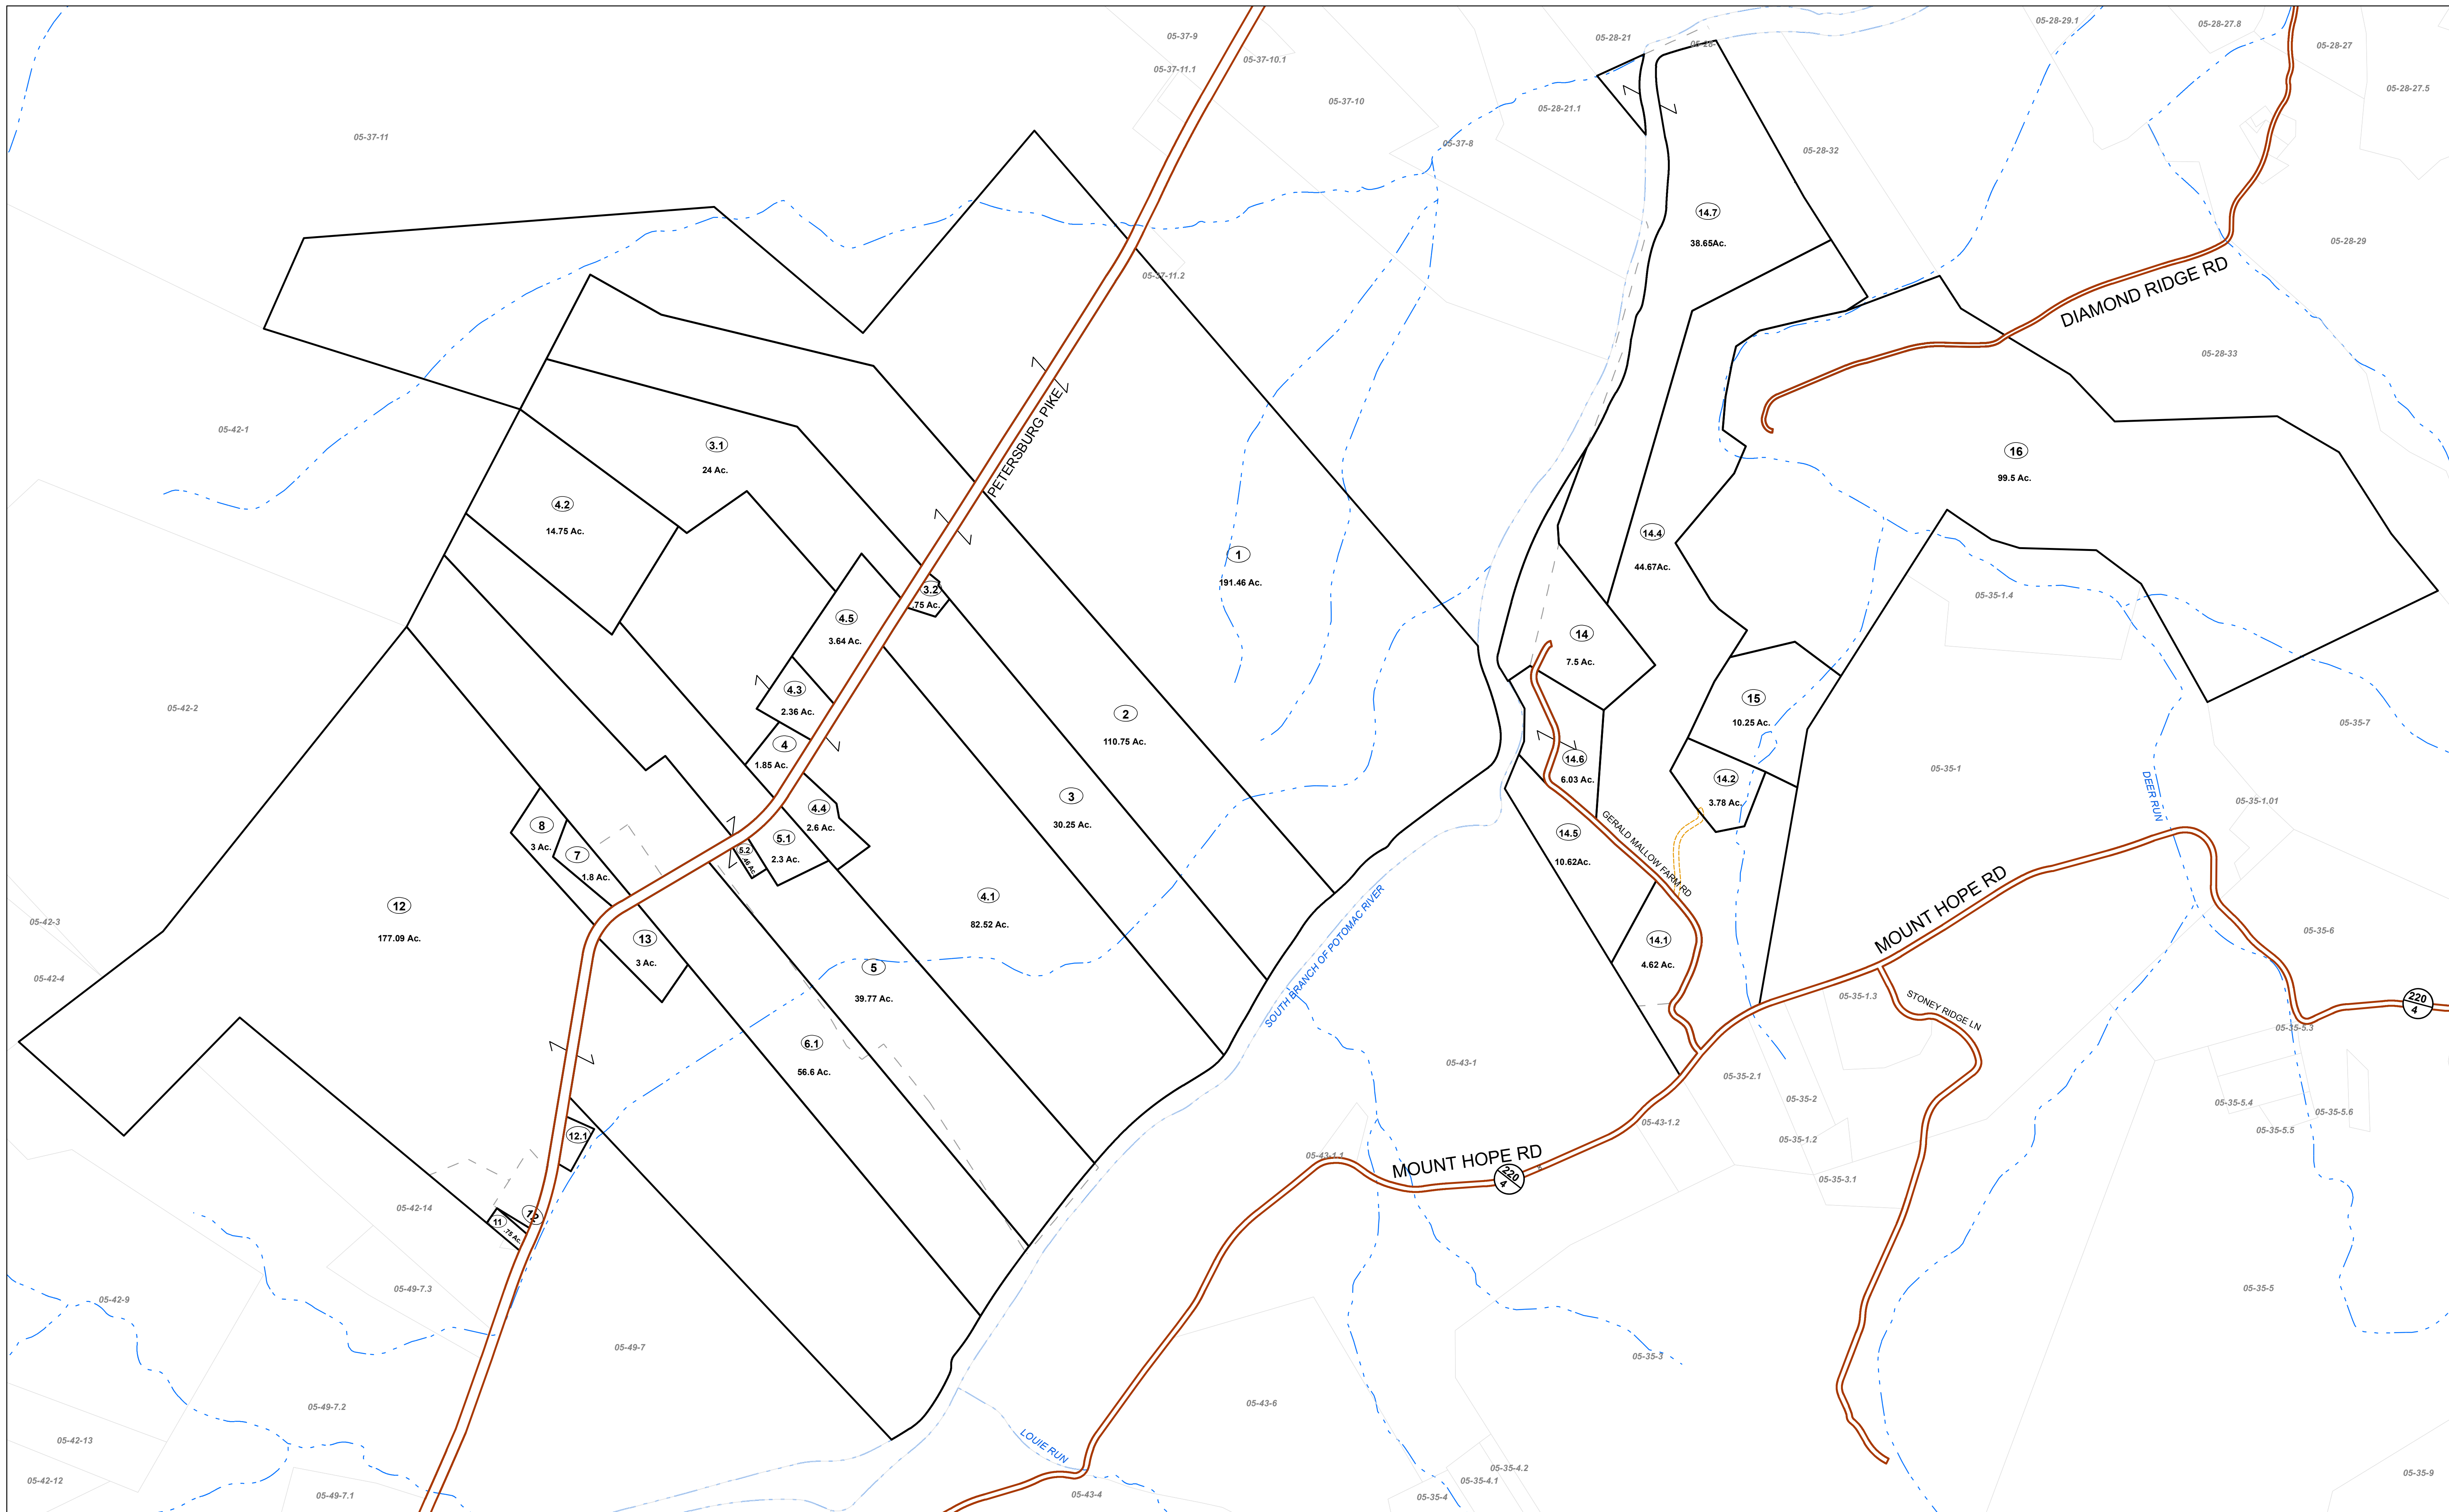 05-37-9
05-28-21
05-28-29.1
05-28-27.8
05-28-27
05-37-11.1
05-37-10.1
05-28-27.5
05-37-10
05-28-21.1
05-37-11
05-37-8
05-28-32
14.7
38.65Ac.
05-28-29
05-37-11.2
DIAMOND RIDGE RD
05-28-33
PETERSBURG PIKE
05-42-1
3.1
24 Ac.
16
99.5 Ac.
4.2
14.75 Ac.
14.4
44.67Ac.
1
191.46 Ac.
3.2
.75 Ac.
05-35-1.4
4.5
3.64 Ac.
14
7.5 Ac.
4.3
2.36 Ac.
15
10.25 Ac.
05-42-2
2
110.75 Ac.
05-35-7
4
1.85 Ac.
14.6
6.03 Ac.
05-35-1
14.2
3.78 Ac.
DEER RUN
3
30.25 Ac.
05-35-1.01
4.4
2.6 Ac.
8
3 Ac.
5.1
2.3 Ac.
5.2
.46 Ac.
14.5
10.62Ac.
GERALD MALLOW FARM RD
7
1.8 Ac.
4.1
82.52 Ac.
12
177.09 Ac.
MOUNT HOPE RD
SOUTH BRANCH OF POTOMAC RIVER
05-42-3
05-35-6
13
3 Ac.
14.1
4.62 Ac.
5
39.77 Ac.
05-42-4
05-35-1.3
STONEY RIDGE LN
220
4
05-35-5.3
6.1
56.6 Ac.
05-43-1
05-35-2.1
05-35-2
05-35-5.4
05-35-5.6
05-43-1.2
05-35-5.5
12.1
05-35-1.2
05-43-1.1
MOUNT HOPE RD
220
4
05-35-3.1
05-42-14
11
.75 Ac.
12
05-49-7.3
05-42-9
05-35-5
05-49-7
05-35-3
05-49-7.2
05-43-6
05-42-13
LOUIE RUN
05-35-4.2
05-42-12
05-35-4.1
05-35-9
05-49-7.1
05-43-4
05-35-4